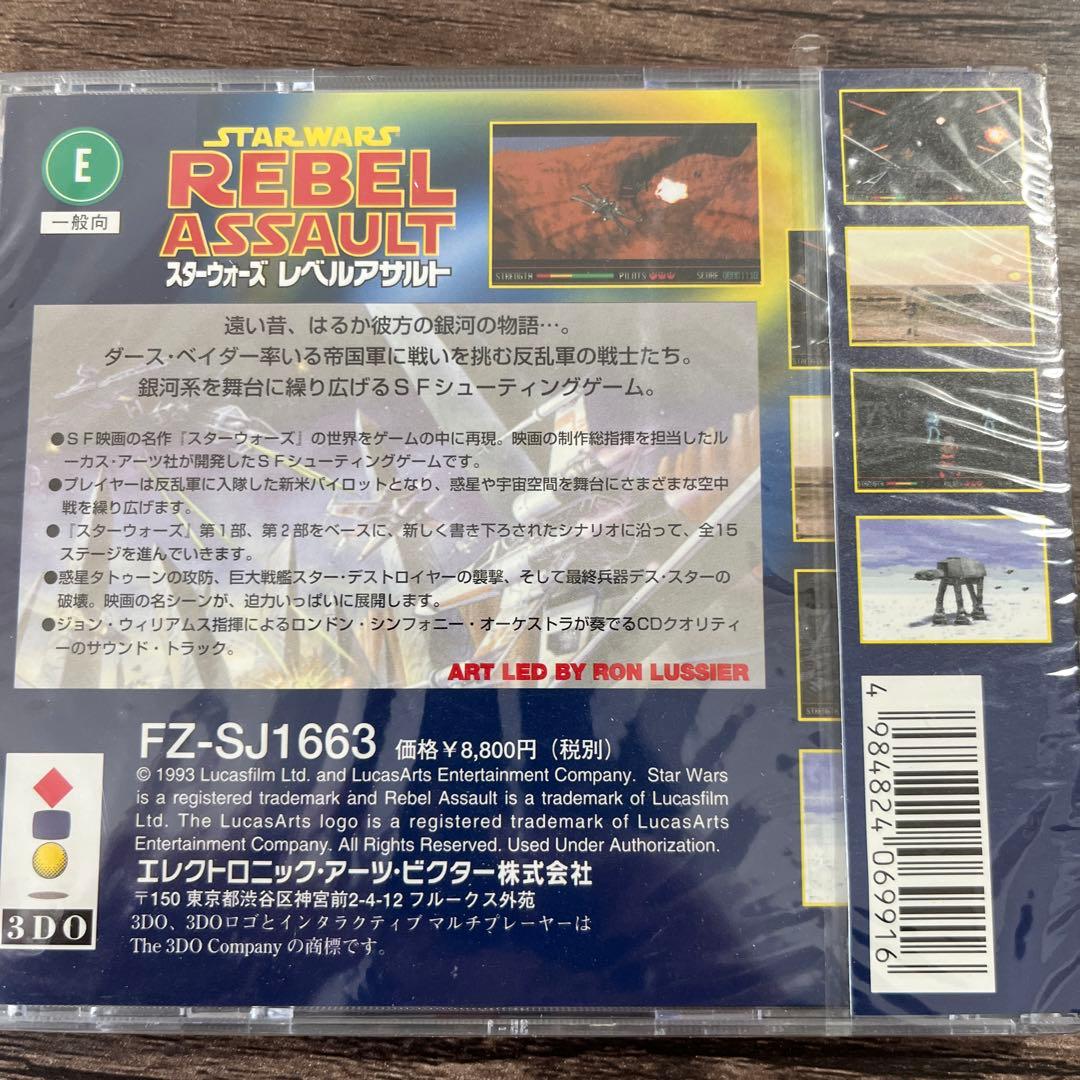 E
一般向
STAR WARS
REBEL
ASSAULT
スターウォーズ レベルアサルト
STRENGTH PILOTS SCORE
遠い昔、はるか彼方の銀河の物語…。
ダース・ベイダー率いる帝国軍に戦いを挑む反乱軍の戦士たち。
銀河系を舞台に繰り広げるSFシューティングゲーム。
●SF映画の名作『スターウォーズ』の世界をゲームの中に再現。映画の制作総指揮を担当したル
ーカス・アーツ社が開発したSFシューティングゲームです。
●プレイヤーは反乱軍に入隊した新米パイロットとなり、惑星や宇宙空間を舞台にさまざまな空中
戦を繰り広げます。
●『スターウォーズ』第1部、第2部をベースに、新しく書き下ろされたシナリオに沿って、全15
ステージを進んでいきます。
●惑星タトゥーンの攻防、巨大戦艦スター・デストロイヤーの襲撃、そして最終兵器デス・スターの
破壊。映画の名シーンが、迫力いっぱいに展開します。
●ジョン・ウィリアムス指揮によるロンドン・シンフォニー・オーケストラが奏でるCDクオリティ
ーのサウンド・トラック。
ART LED BY RON LUSSIER
FZ-SJ1663 価格￥8,800円（税別）
© 1993 Lucasfilm Ltd. and LucasArts Entertainment Company. Star Wars
is a registered trademark and Rebel Assault is a trademark of Lucasfilm
Ltd. The LucasArts logo is a registered trademark of LucasArts
Entertainment Company. All Rights Reserved. Used Under Authorization.
エレクトロニック・アーツ・ビクター株式会社
〒150 東京都渋谷区神宮前2-4-12 フルークス外苑
3DO、3DOロゴとインタラクティブ マルチプレーヤーは
The 3DO Company の商標です。
3DO
4 984824 069916